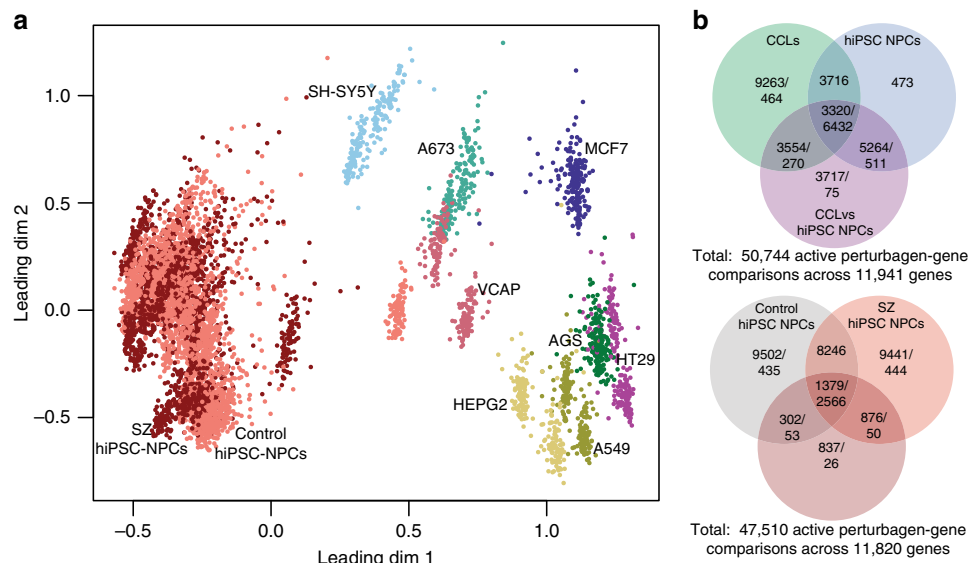 a
1.0
0.5
0.0
−0.5
Leading dim 2
SH-SY5Y
A673
MCF7
VCAP
AGS
HT29
HEPG2
A549
SZ
hiPSC-NPCs
Control
hiPSC-NPCs
−0.5
0.0
0.5
1.0
Leading dim 1
b
CCLs
hiPSC NPCs
9263/
464
3716
473
3320/
6432
3554/
270
5264/
511
3717/
75
CCLvs
hiPSC NPCs
Total: 50,744 active perturbagen-gene
comparisons across 11,941 genes
Control
hiPSC NPCs
SZ
hiPSC NPCs
9502/
435
8246
9441/
444
1379/
2566
302/
53
876/
50
837/
26
Total: 47,510 active perturbagen-gene
comparisons across 11,820 genes